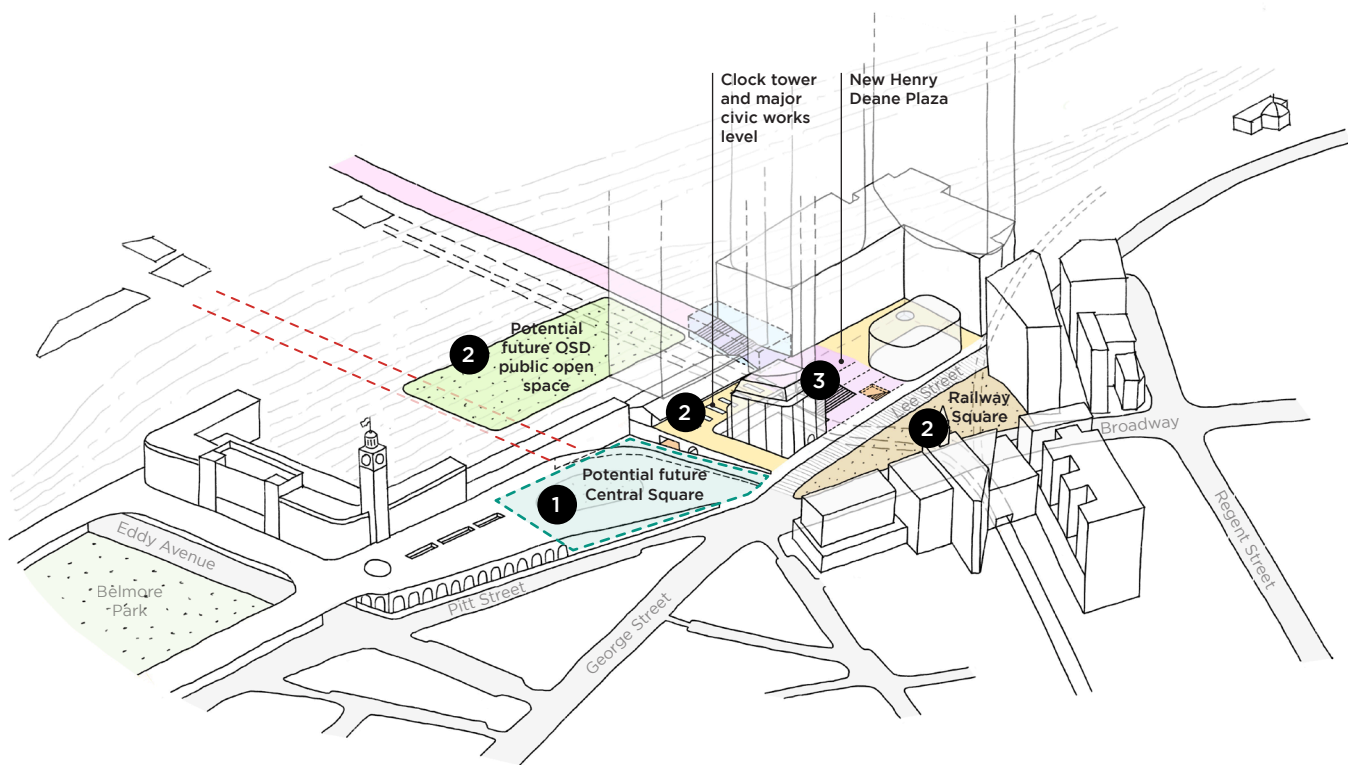 Clock tower
and major
civic works
level
New Henry
Deane Plaza
2
Potential
future QSD
public open
space
3
2
Lee Street
Railway
Square
2
Broadway
Potential future
Central Square
1
Eddy Avenue
Belmore
Park
Pitt Street
George Street
Regent Street